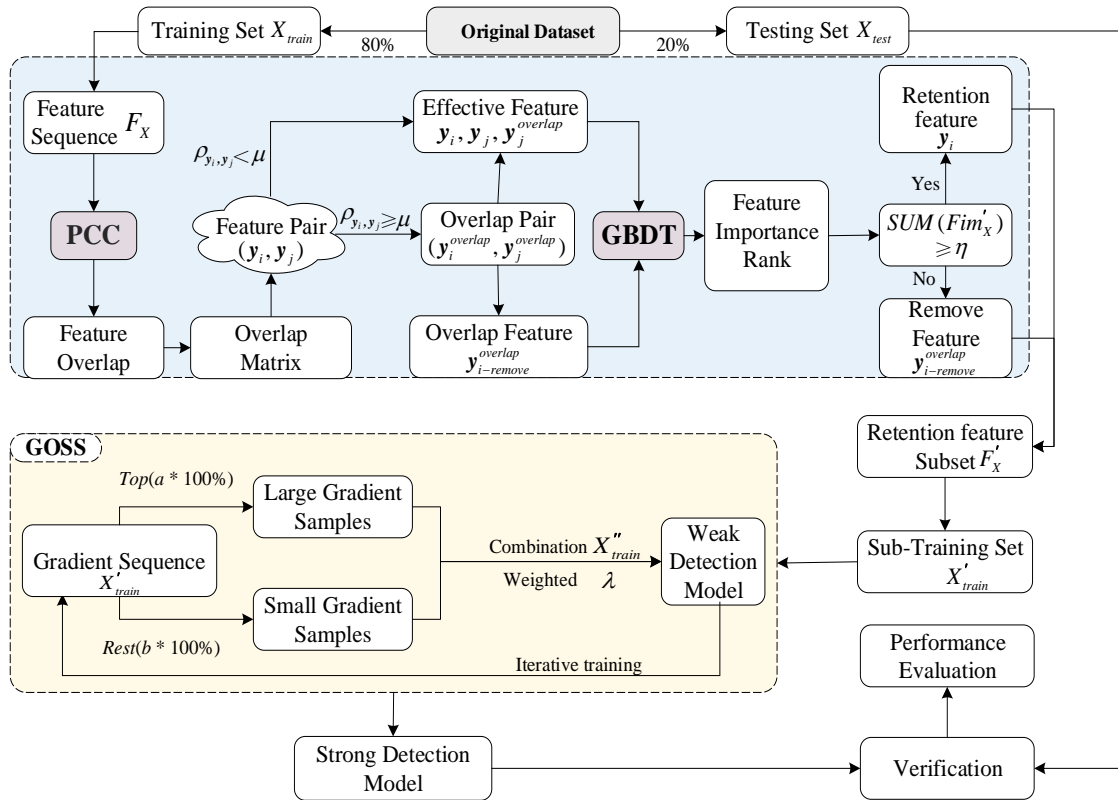 Training Set X_train
80%
Original Dataset
20%
Testing Set X_test
Feature
Sequence F_X
PCC
Feature
Overlap
Overlap
Matrix
Feature Pair
(y_i, y_j)
ρ_{y_i, y_j} < μ
ρ_{y_i, y_j} ≥ μ
Effective Feature
y_i, y_j, y_j^{overlap}
Overlap Pair
(y_i^{overlap}, y_j^{overlap})
Overlap Feature
y_{i-remove}^{overlap}
GBDT
Feature
Importance
Rank
SUM(Fim'_X)
≥ η
Yes
No
Retention
feature
y_i
Remove
Feature
y_{i-remove}^{overlap}
Retention feature
Subset F'_X
Sub-Training Set
X'_train
GOSS
Gradient Sequence
X'_train
Top(a * 100%)
Rest(b * 100%)
Large Gradient
Samples
Small Gradient
Samples
Combination X''_train
Weighted λ
Weak
Detection
Model
Iterative training
Strong Detection
Model
Verification
Performance
Evaluation